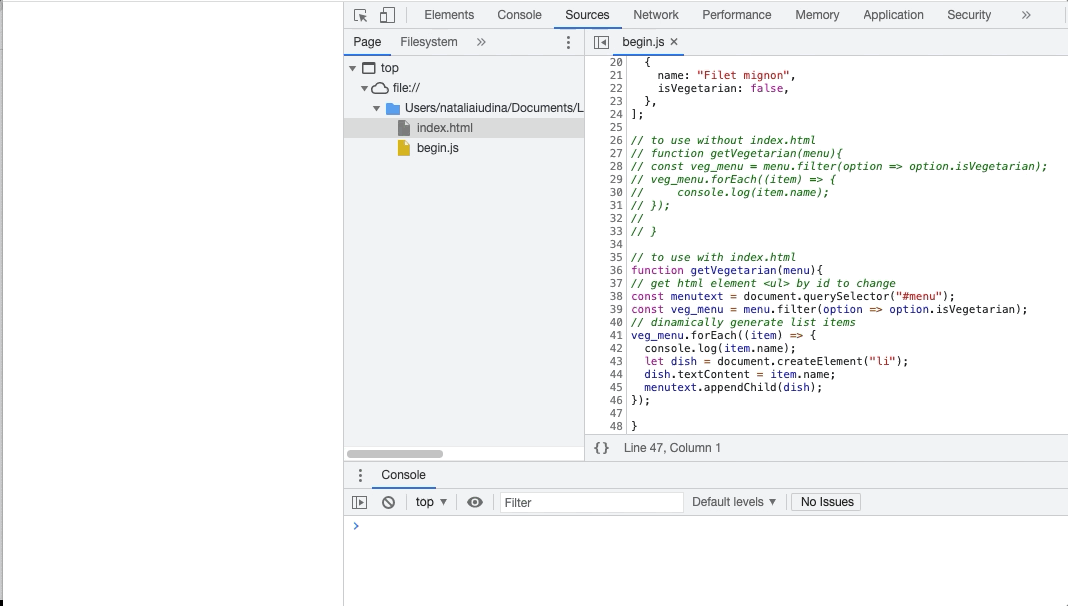 Elements Console Sources Network Performance Memory Application Security »
Page Filesystem »
begin.js ×
top
file://
Users/nataliaiudina/Documents/L
index.html
begin.js
20   {
21     name: "Filet mignon",
22     isVegetarian: false,
23   },
24 ];
25
26 // to use without index.html
27 // function getVegetarian(menu){
28 // const veg_menu = menu.filter(option => option.isVegetarian);
29 // veg_menu.forEach((item) => {
30 //     console.log(item.name);
31 // });
32 //
33 // }
34
35 // to use with index.html
36 function getVegetarian(menu){
37 // get html element <ul> by id to change
38 const menutext = document.querySelector("#menu");
39 const veg_menu = menu.filter(option => option.isVegetarian);
40 // dinamically generate list items
41 veg_menu.forEach((item) => {
42   console.log(item.name);
43   let dish = document.createElement("li");
44   dish.textContent = item.name;
45   menutext.appendChild(dish);
46 });
47
48 }
{} Line 47, Column 1
Console
top ▼ Filter Default levels ▼ No Issues
>